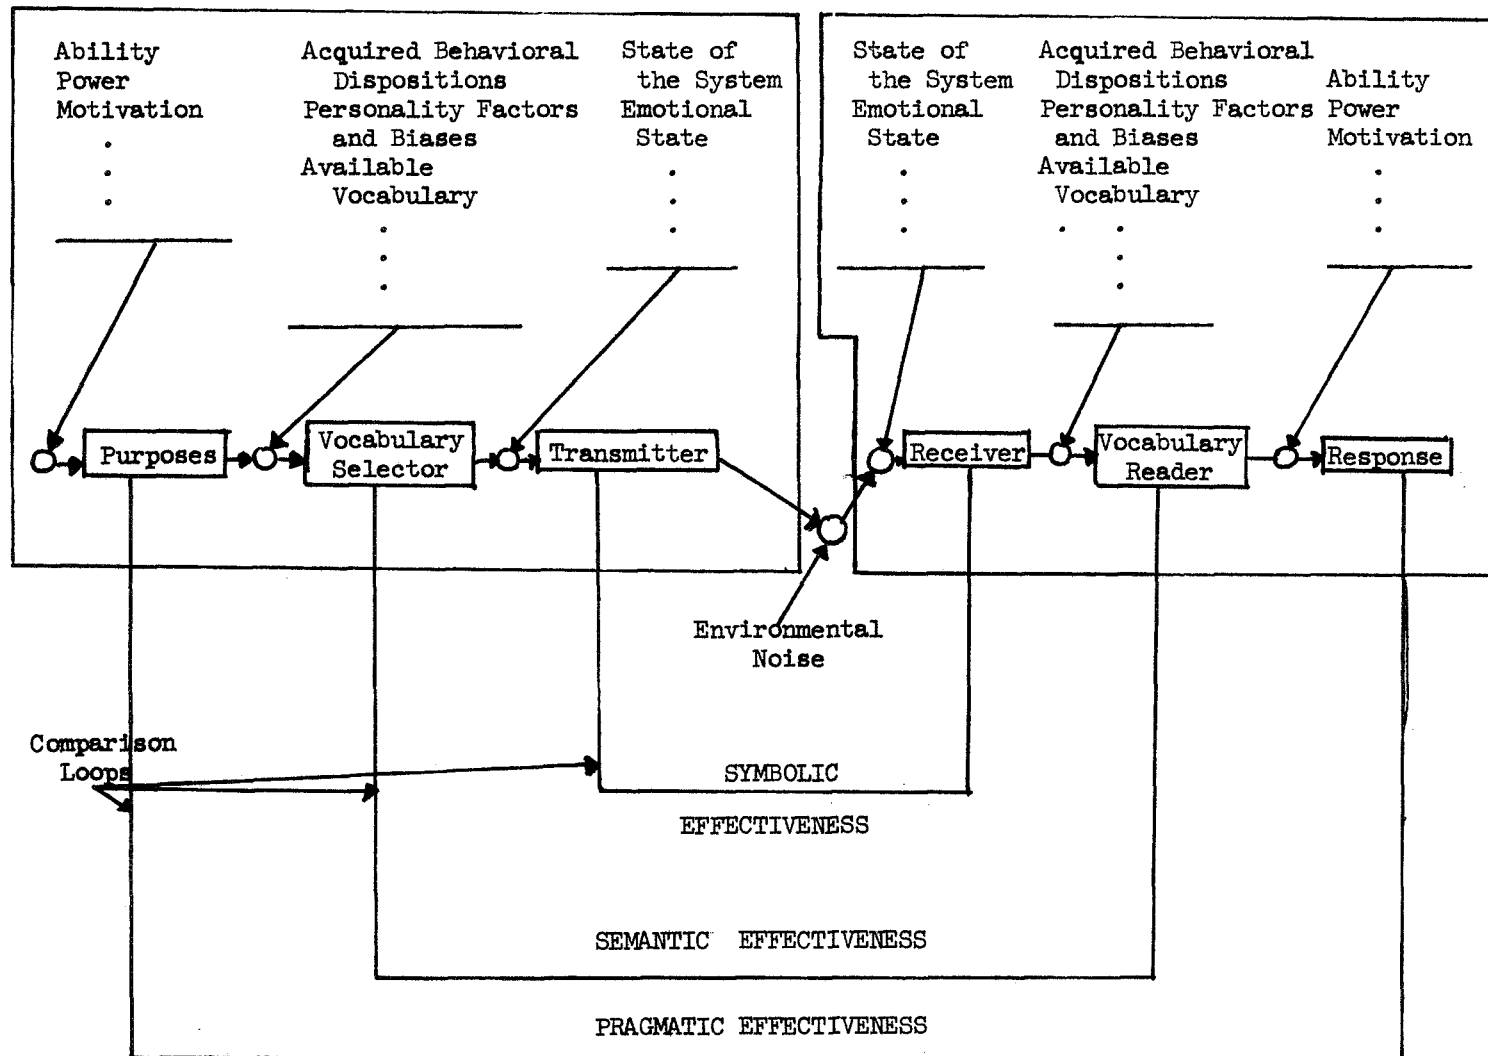 Ability
Power
Motivation
Acquired Behavioral
Dispositions
Personality Factors
and Biases
Available
Vocabulary
State of
the System
Emotional
State
State of
the System
Emotional
State
Acquired Behavioral
Dispositions
Personality Factors
and Biases
Available
Vocabulary
Ability
Power
Motivation
Purposes
Vocabulary
Selector
Transmitter
Receiver
Vocabulary
Reader
Response
Environmental
Noise
Comparison
Loops
SYMBOLIC
EFFECTIVENESS
SEMANTIC EFFECTIVENESS
PRAGMATIC EFFECTIVENESS